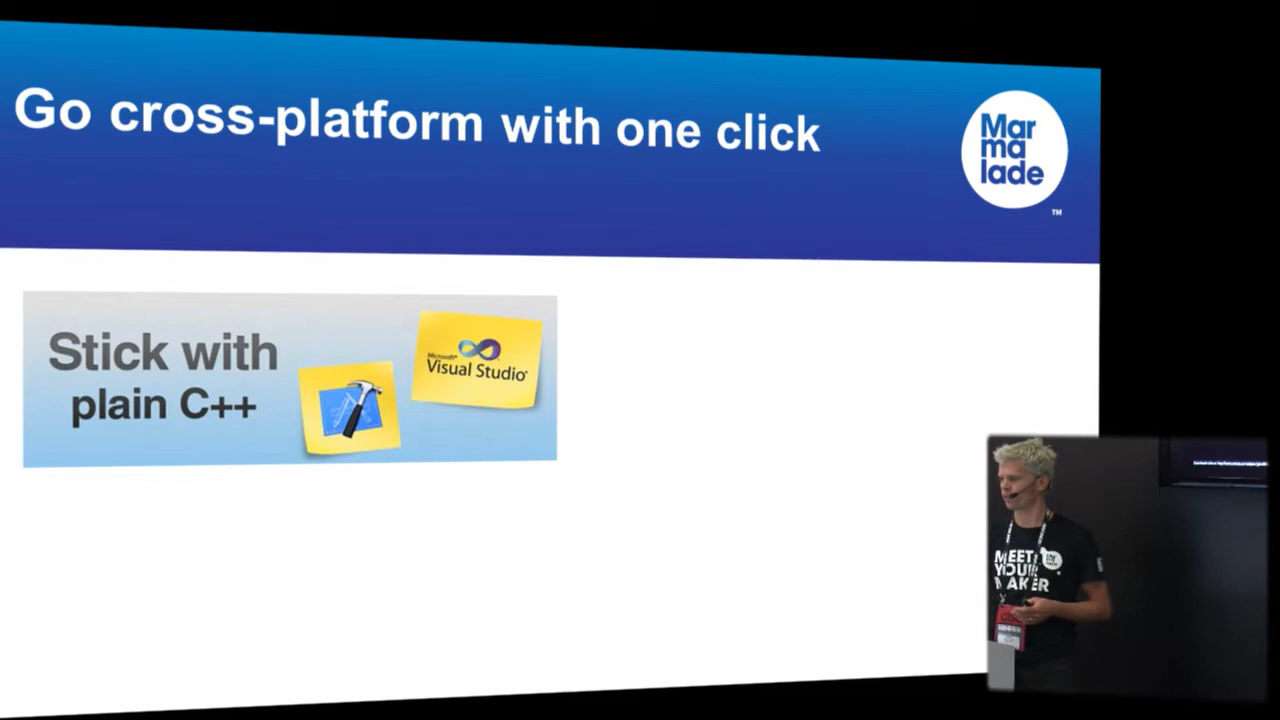 Go cross-platform with one click
Mar
ma
lade
TM
Stick with
plain C++
Microsoft®
Visual Studio®
MEET
YOUR
MAKER